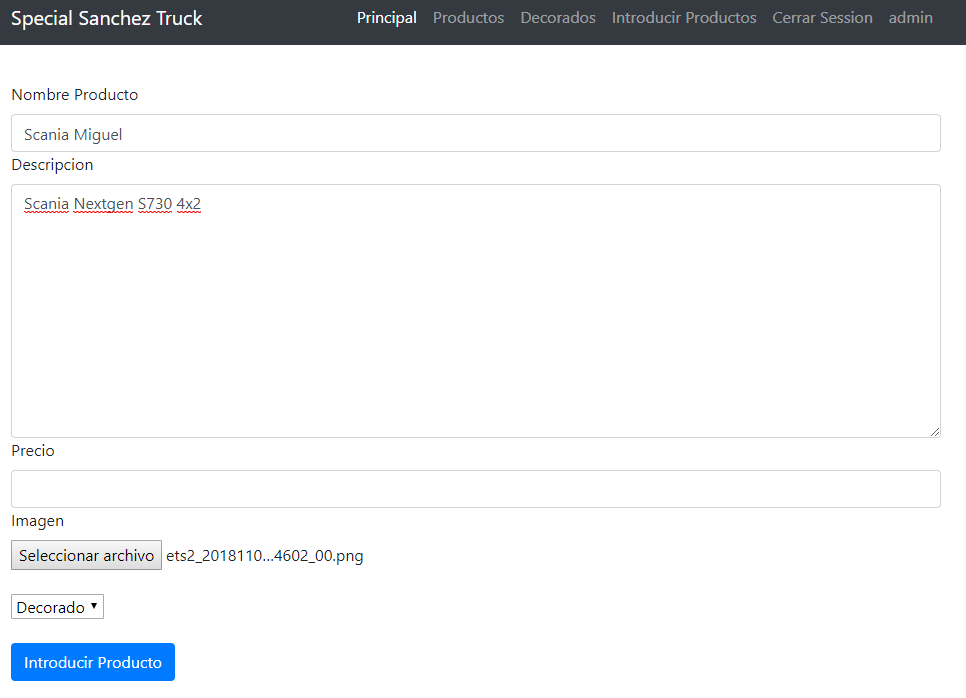 Special Sanchez Truck Principal Productos Decorados Introducir Productos Cerrar Session admin
Nombre Producto
Scania Miguel
Descripcion
Scania Nextgen S730 4x2
Precio
Imagen
Seleccionar archivo ets2_2018110...4602_00.png
Decorado
Introducir Producto